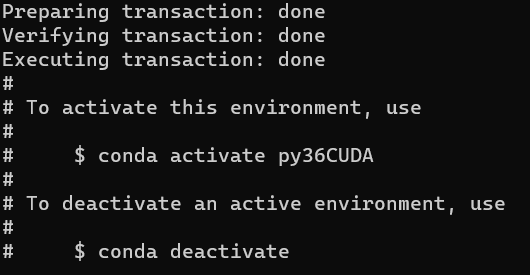 Preparing transaction: done
Verifying transaction: done
Executing transaction: done
#
# To activate this environment, use
#
#     $ conda activate py36CUDA
#
# To deactivate an active environment, use
#
#     $ conda deactivate